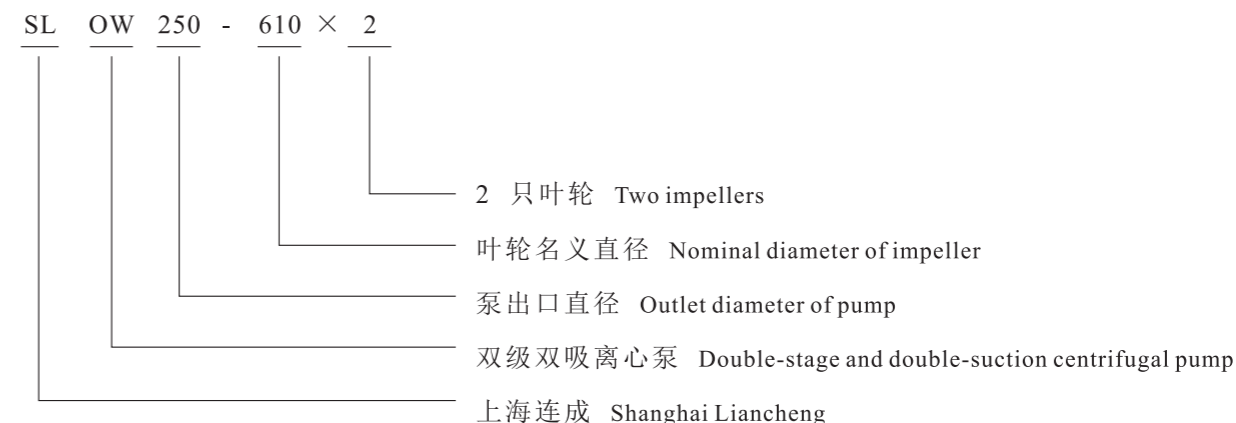 SL OW 250 - 610 × 2
2 只叶轮 Two impellers
叶轮名义直径 Nominal diameter of impeller
泵出口直径 Outlet diameter of pump
双级双吸离心泵 Double-stage and double-suction centrifugal pump
上海连成 Shanghai Liancheng